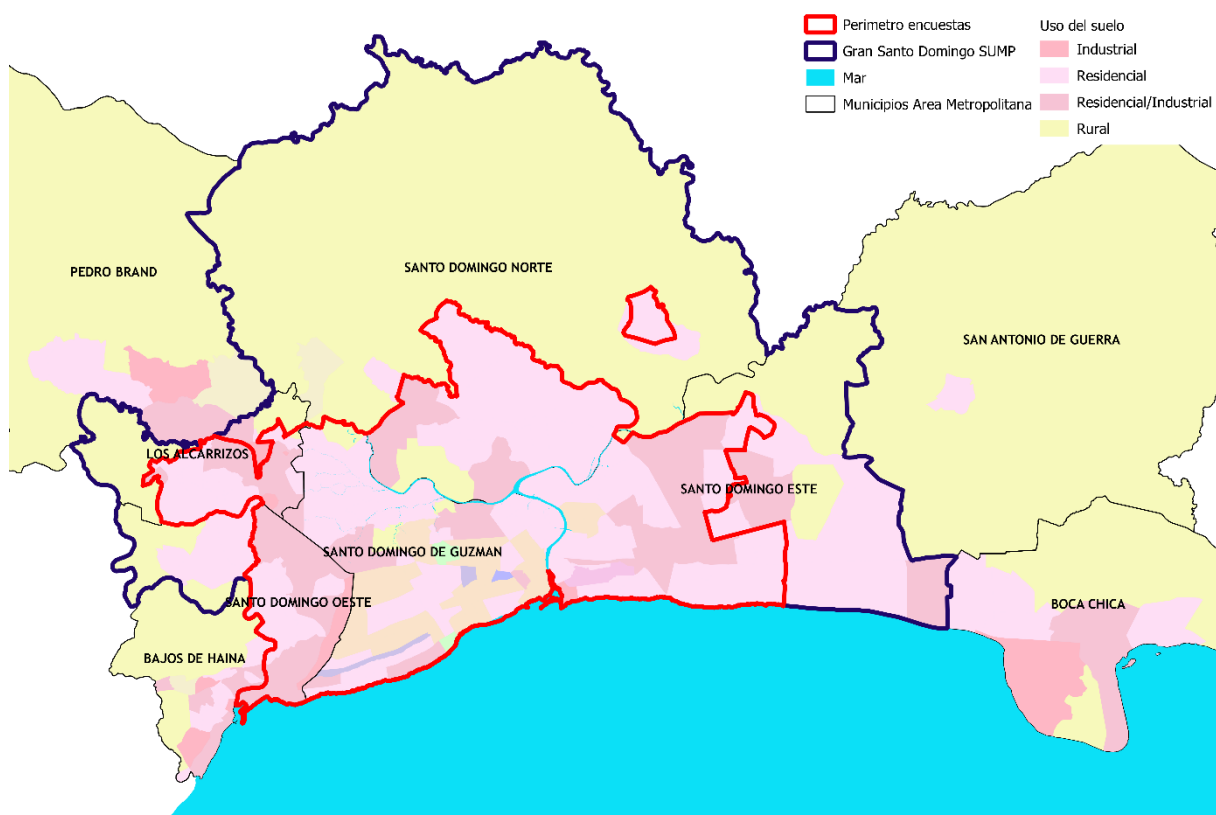 Perimetro encuestas
Gran Santo Domingo SUMP
Mar
Municipios Area Metropolitana
Uso del suelo
Industrial
Residencial
Residencial/Industrial
Rural
PEDRO BRAND
SANTO DOMINGO NORTE
SAN ANTONIO DE GUERRA
LOS ALCARRIZOS
SANTO DOMINGO ESTE
SANTO DOMINGO DE GUZMAN
SANTO DOMINGO OESTE
BOCA CHICA
BAJOS DE HAINA